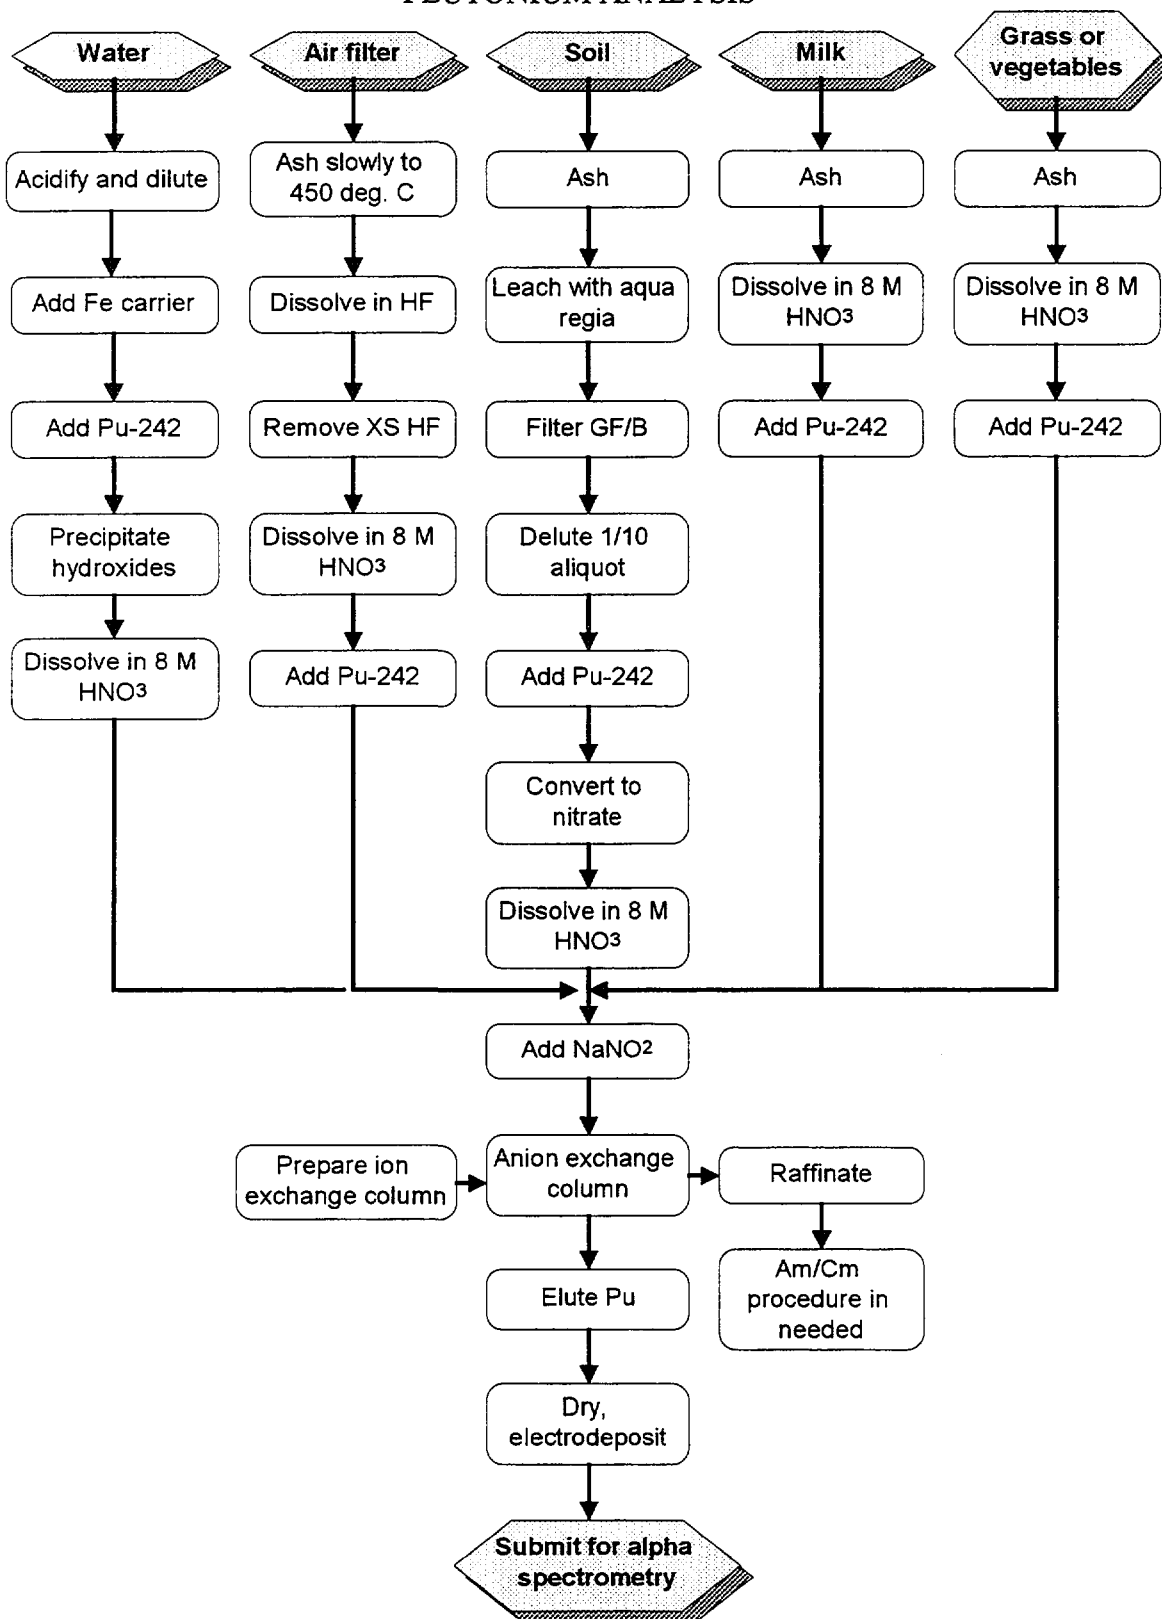 PLUTONIUM ANALYSIS
Water
Air filter
Soil
Milk
Grass or
vegetables
Acidify and dilute
Ash slowly to
450 deg. C
Ash
Ash
Ash
Add Fe carrier
Dissolve in HF
Leach with aqua
regia
Dissolve in 8 M
HNO3
Dissolve in 8 M
HNO3
Add Pu-242
Remove XS HF
Filter GF/B
Add Pu-242
Add Pu-242
Precipitate
hydroxides
Dissolve in 8 M
HNO3
Delute 1/10
aliquot
Dissolve in 8 M
HNO3
Add Pu-242
Add Pu-242
Convert to
nitrate
Dissolve in 8 M
HNO3
Add NaNO2
Prepare ion
exchange column
Anion exchange
column
Raffinate
Elute Pu
Am/Cm
procedure in
needed
Dry,
electrodeposit
Submit for alpha
spectrometry